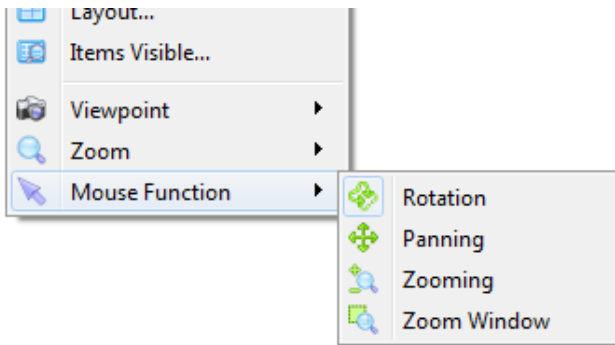 Layout...
Items Visible...
Viewpoint
Zoom
Mouse Function
Rotation
Panning
Zooming
Zoom Window